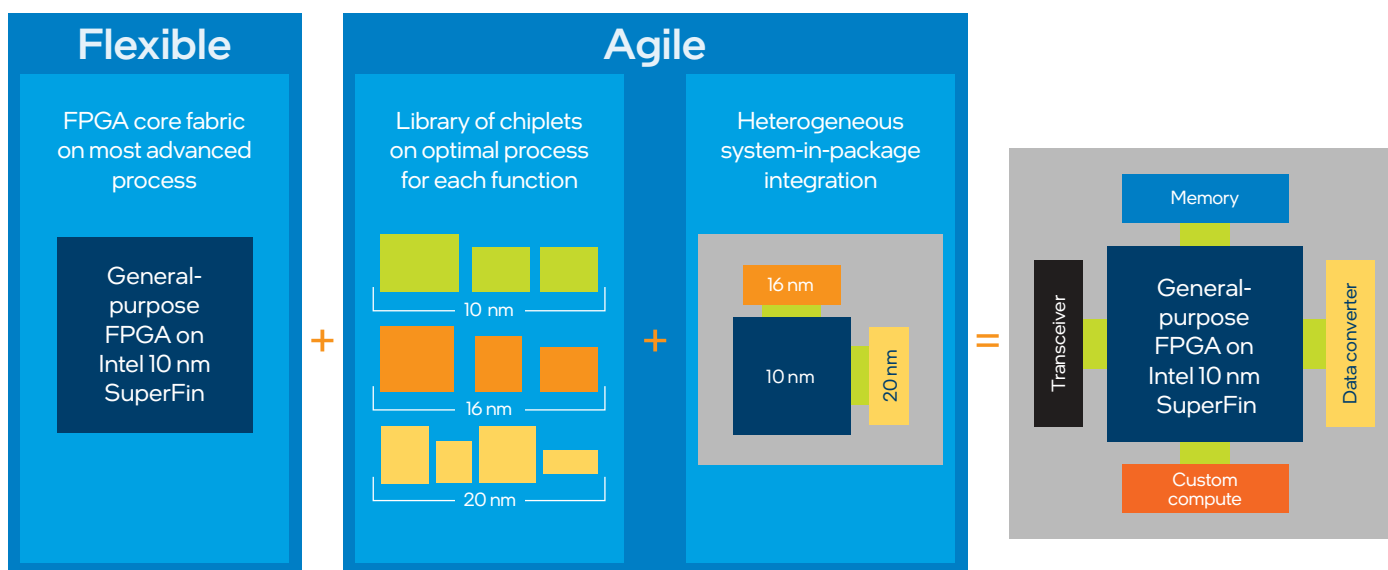 Flexible
FPGA core fabric
on most advanced
process
General-
purpose
FPGA on
Intel 10 nm
SuperFin
+
Agile
Library of chiplets
on optimal process
for each function
10 nm
16 nm
20 nm
+
Heterogeneous
system-in-package
integration
16 nm
10 nm
20 nm
=
Memory
Transceiver
General-
purpose
FPGA on
Intel 10 nm
SuperFin
Data converter
Custom
compute